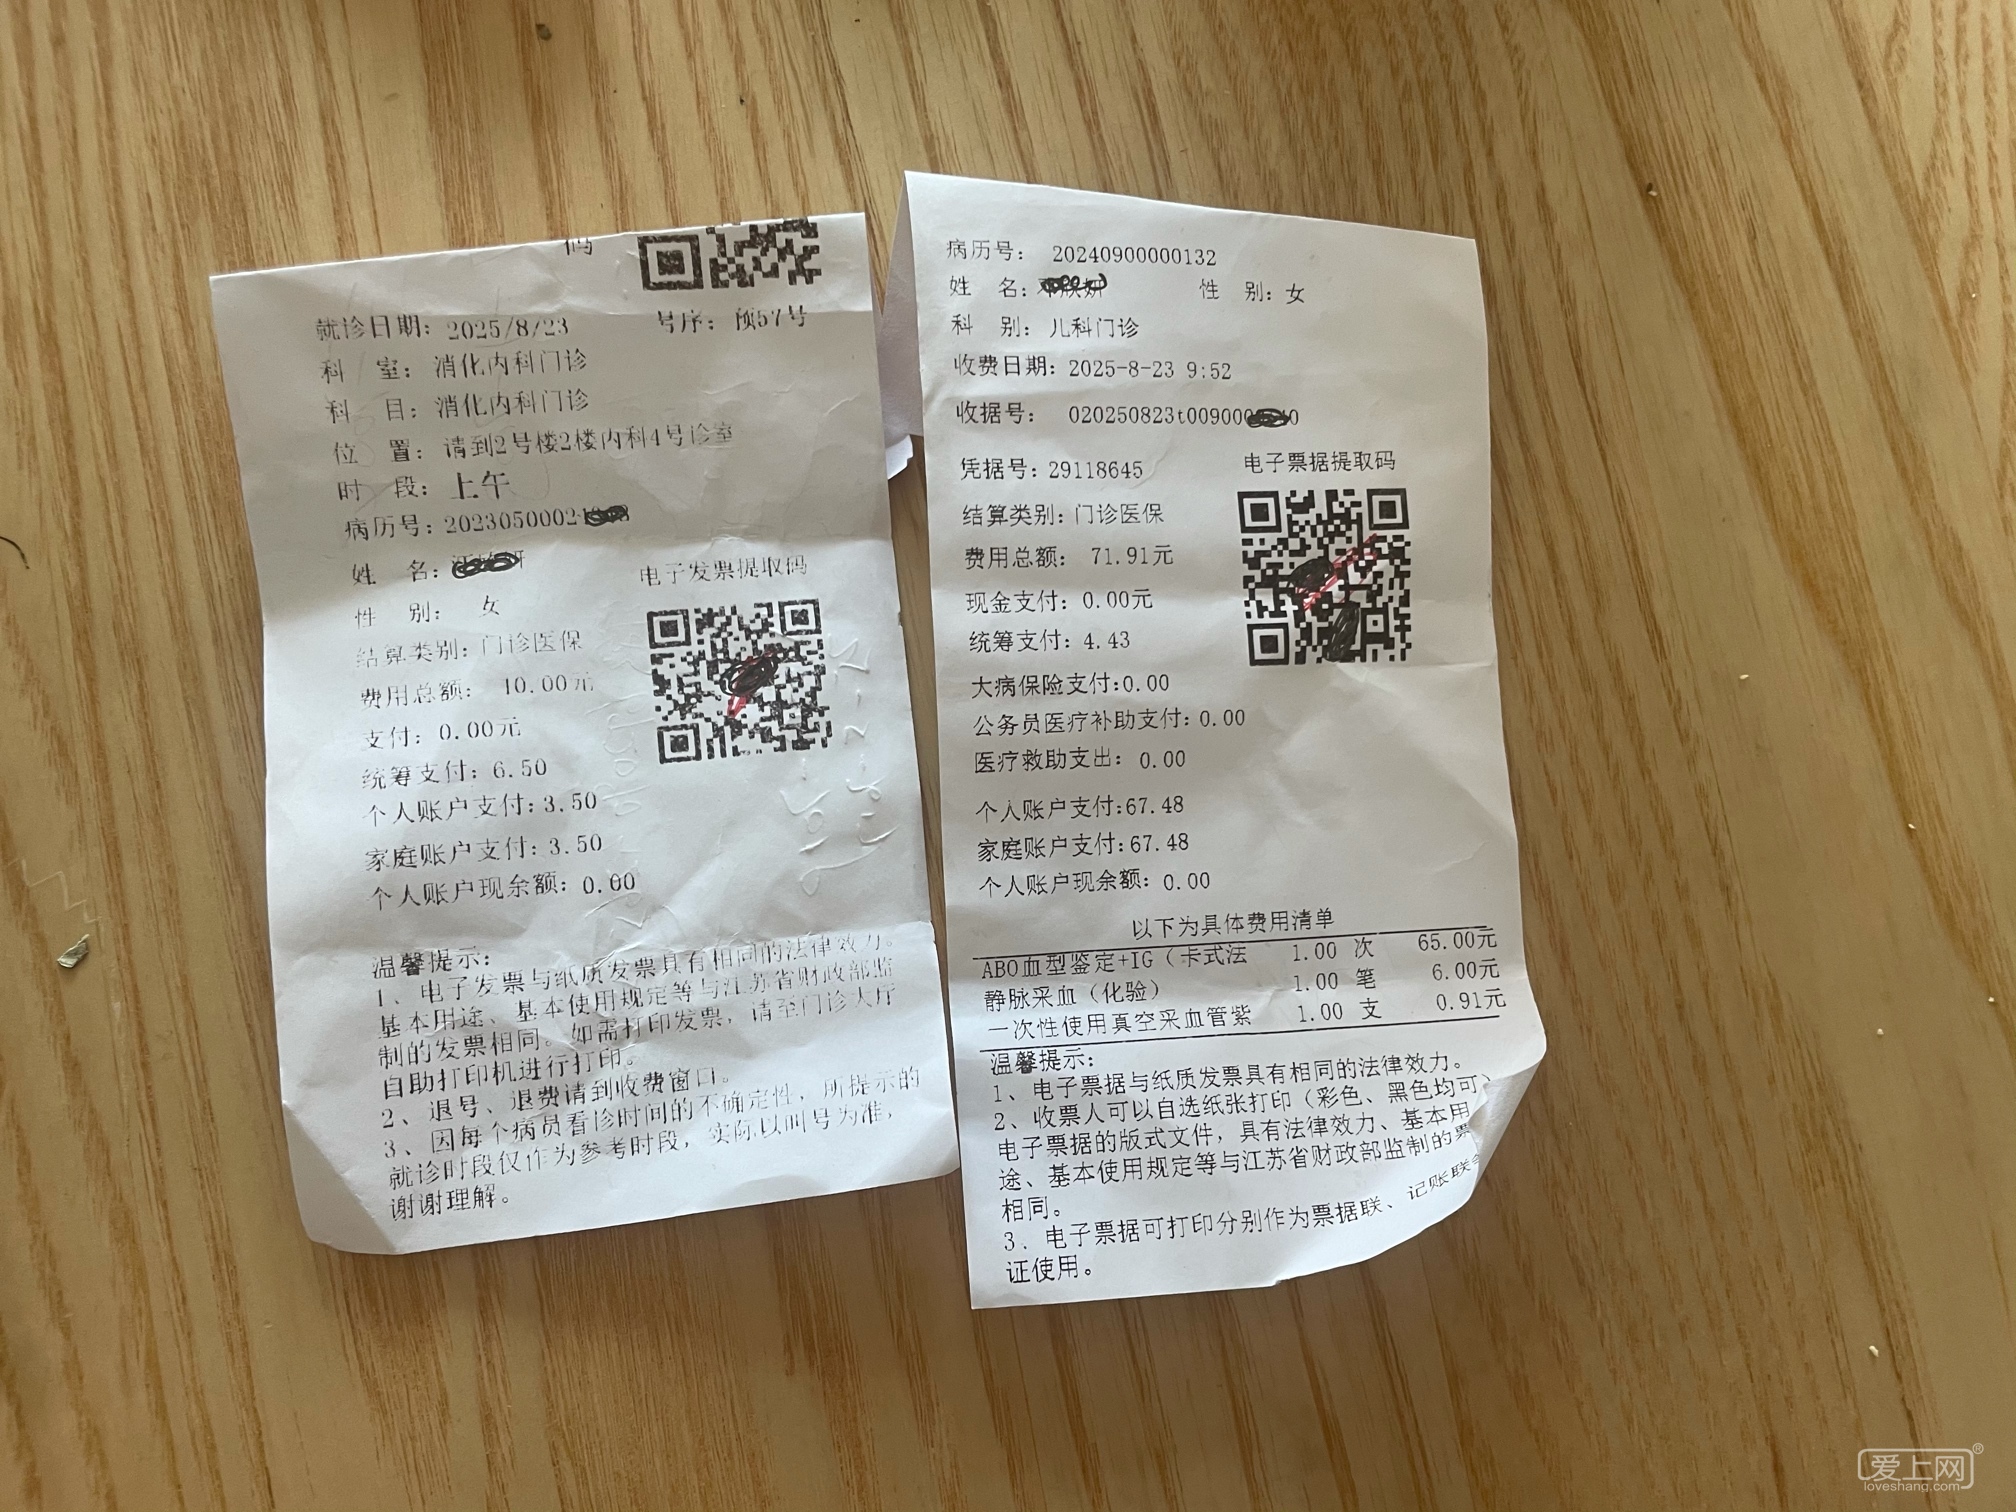 码
就诊日期：2025/8/23 号序：预57号
科 室：消化内科门诊
科 目：消化内科门诊
位 置：请到2号楼2楼内科4号诊室
时 段：上午
病历号：2023050002
姓 名：
性 别： 女
电子发票提取码
结算类别：门诊医保
费用总额： 10.00元
支付：0.00元
统筹支付：6.50
个人账户支付：3.50
家庭账户支付：3.50
个人账户现余额：0.00
温馨提示：
1、电子发票与纸质发票具有相同的法律效力。
基本用途、基本使用规定等与江苏省财政部监
制的发票相同。如需打印发票，请至门诊大厅
自助打印机进行打印。
2、退号、退费请到收费窗口。
3、因每个病员看诊时间的不确定性，所提示的
就诊时段仅作为参考时段，实际以叫号为准，
谢谢理解。
病历号： 20240900000132
姓 名： 性 别：女
科 别：儿科门诊
收费日期：2025-8-23 9:52
收据号： 020250823t00900
凭据号：29118645
电子票据提取码
结算类别：门诊医保
费用总额： 71.91元
现金支付：0.00元
统筹支付：4.43
大病保险支付:0.00
公务员医疗补助支付：0.00
医疗救助支出：0.00
个人账户支付:67.48
家庭账户支付:67.48
个人账户现余额：0.00
以下为具体费用清单
ABO血型鉴定+IG（卡式法 1.00 次 65.00元
静脉采血（化验） 1.00 笔 6.00元
一次性使用真空采血管紫 1.00 支 0.91元
温馨提示：
1、电子票据与纸质发票具有相同的法律效力。
2、收票人可以自选纸张打印（彩色、黑色均可）
电子票据的版式文件，具有法律效力、基本用
途、基本使用规定等与江苏省财政部监制的票
相同。
3．电子票据可打印分别作为票据联、记账联
证使用。
爱上网®
loveshang.com